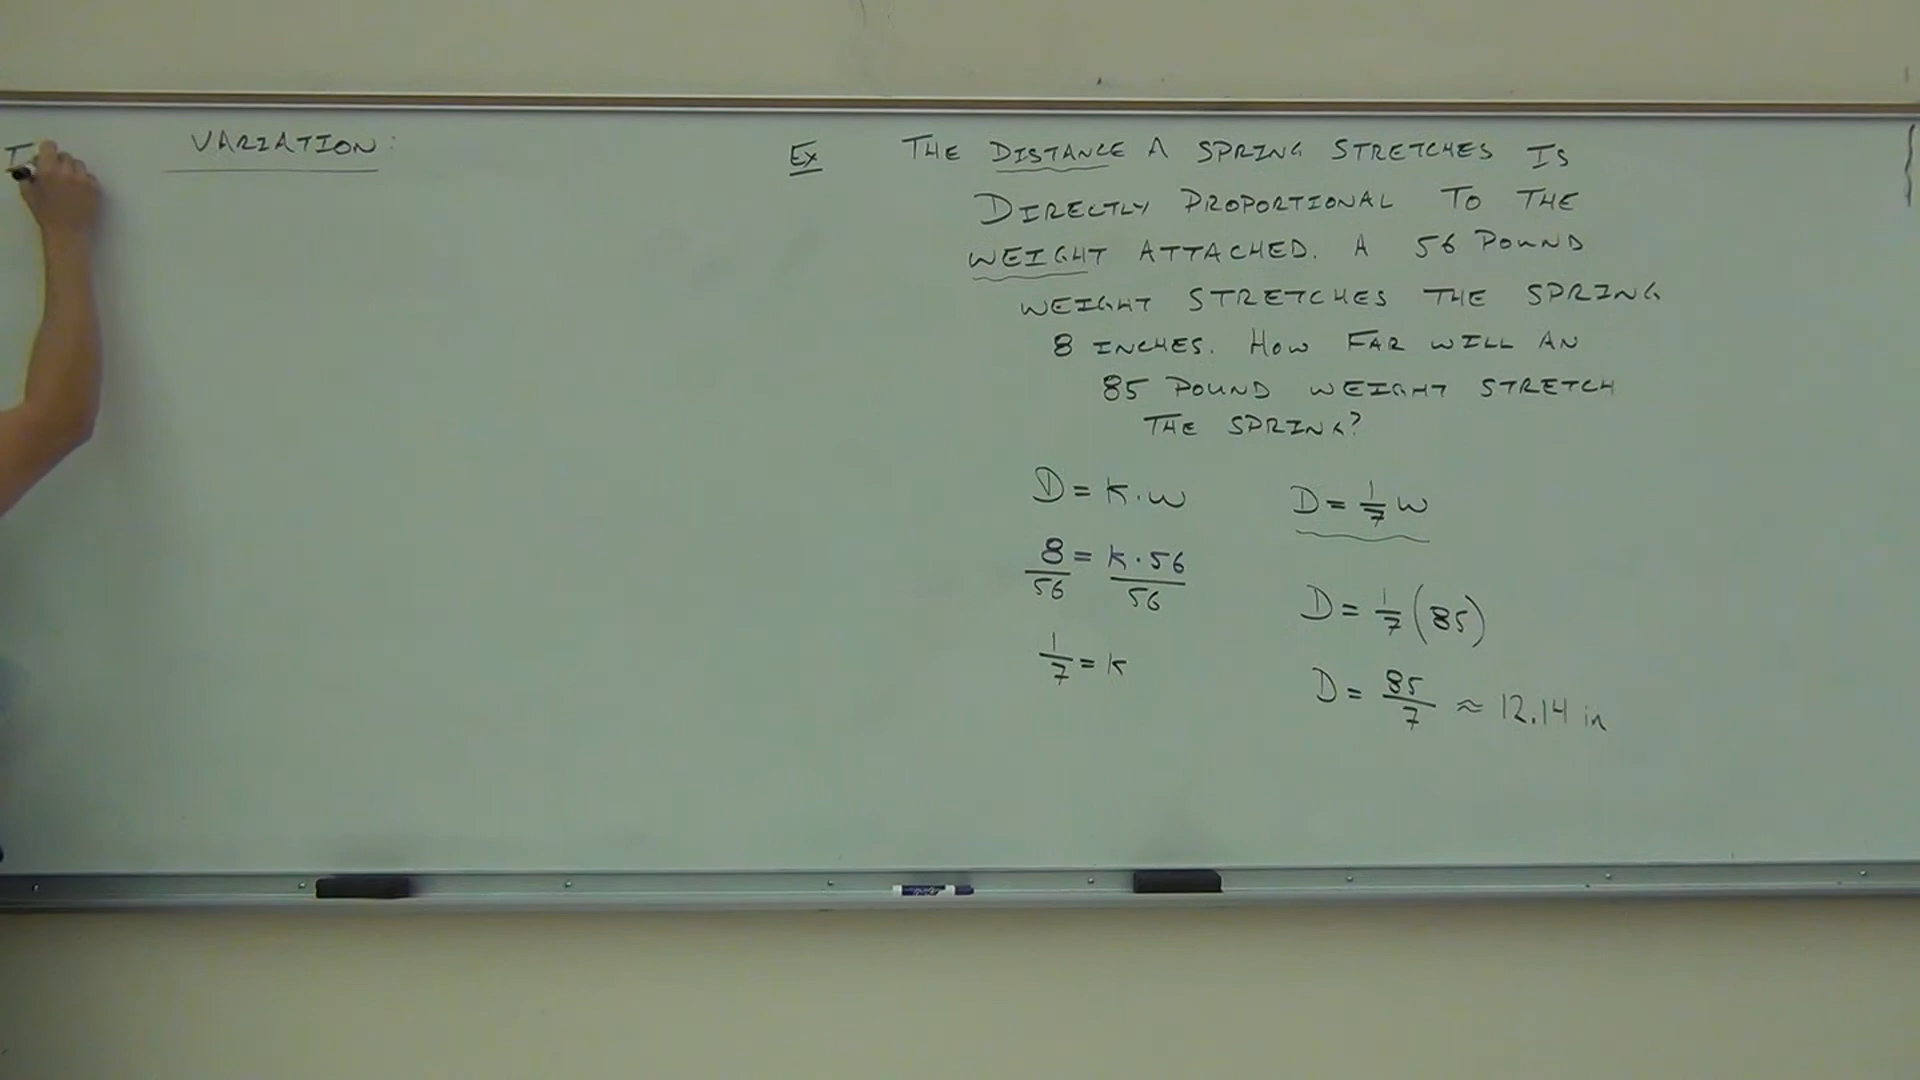 I
VARIATION:
Ex THE DISTANCE A SPRING STRETCHES IS
DIRECTLY PROPORTIONAL TO THE
WEIGHT ATTACHED. A 56 POUND
WEIGHT STRETCHES THE SPRING
8 INCHES. HOW FAR WILL AN
85 POUND WEIGHT STRETCH
THE SPRING?
D = K · W
8/56 = K · 56/56
1/7 = K
D = 1/7 W
D = 1/7 (85)
D = 85/7 ≈ 12.14 in